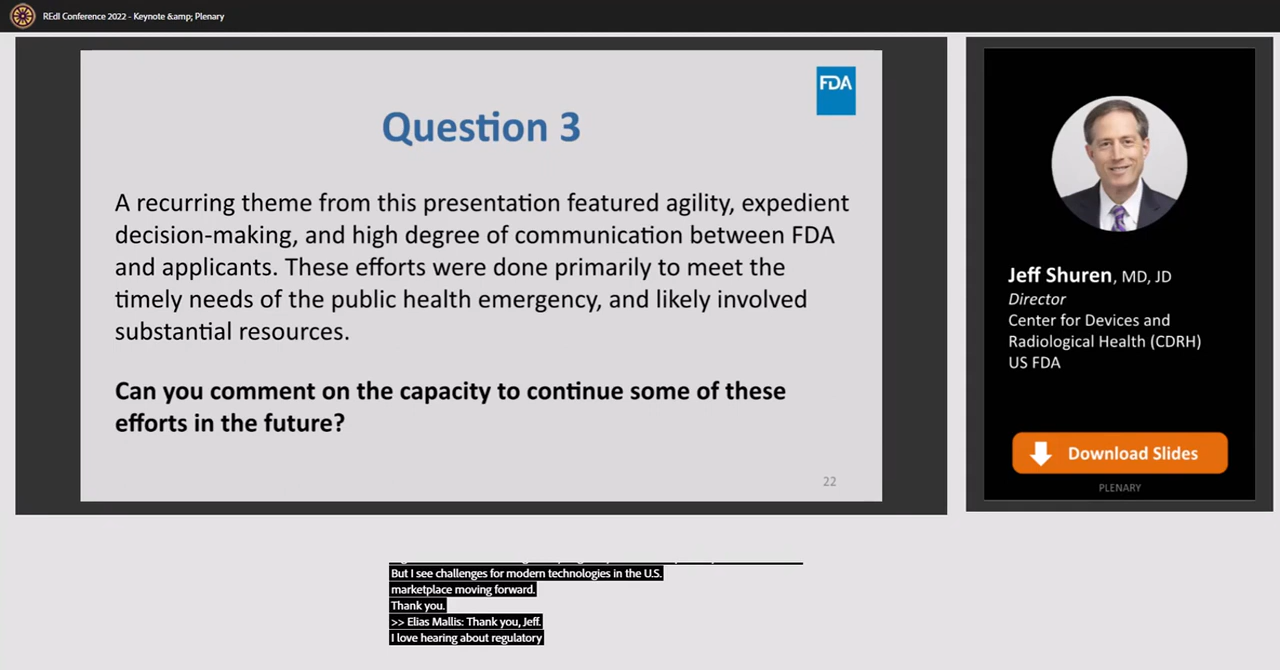 REdI Conference 2022 - Keynote &amp; Plenary
FDA
Question 3
A recurring theme from this presentation featured agility, expedient
decision-making, and high degree of communication between FDA
and applicants. These efforts were done primarily to meet the
timely needs of the public health emergency, and likely involved
substantial resources.
Can you comment on the capacity to continue some of these
efforts in the future?
22
Jeff Shuren, MD, JD
Director
Center for Devices and
Radiological Health (CDRH)
US FDA
Download Slides
PLENARY
But I see challenges for modern technologies in the U.S.
marketplace moving forward.
Thank you.
>> Elias Mallis: Thank you, Jeff.
I love hearing about regulatory